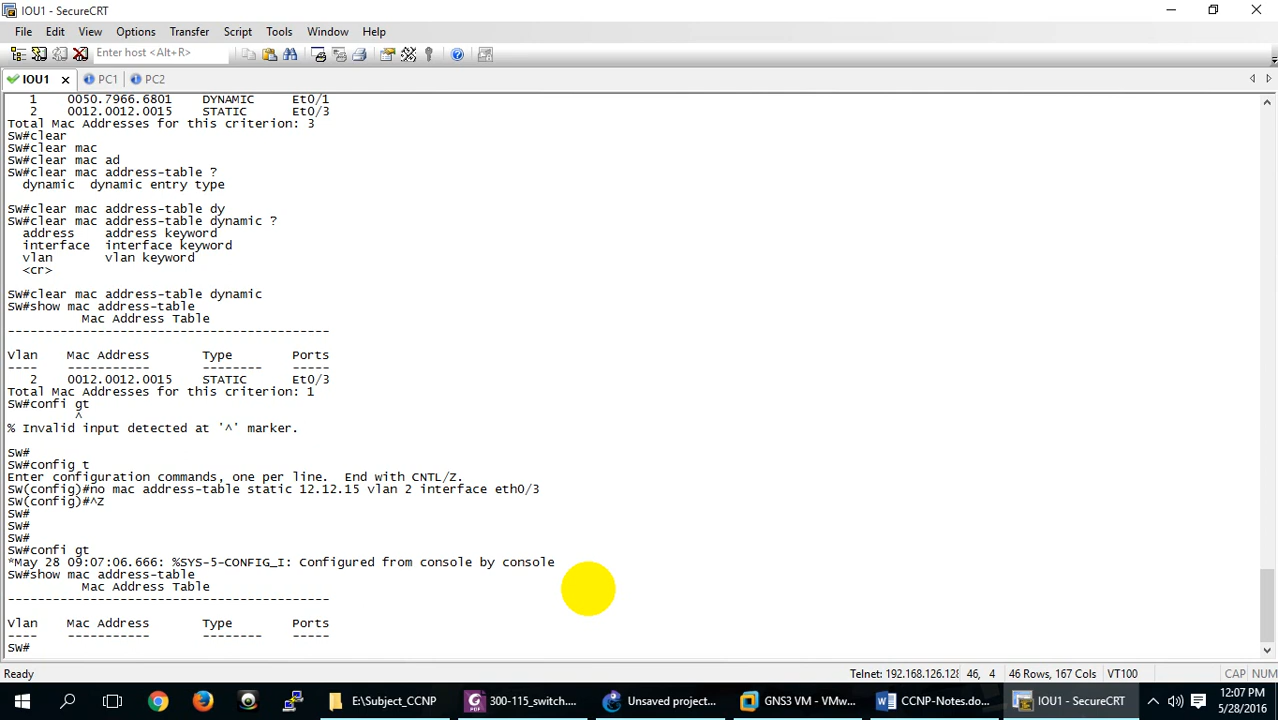 IOU1 - SecureCRT
File Edit View Options Transfer Script Tools Window Help
Enter host <Alt+R>
IOU1 PC1 PC2
1 0050.7966.6801 DYNAMIC Et0/1
2 0012.0012.0015 STATIC Et0/3
Total Mac Addresses for this criterion: 3
SW#clear
SW#clear mac
SW#clear mac ad
SW#clear mac address-table ?
dynamic dynamic entry type
SW#clear mac address-table dy
SW#clear mac address-table dynamic ?
address address keyword
interface interface keyword
vlan vlan keyword
<cr>
SW#clear mac address-table dynamic
SW#show mac address-table
Mac Address Table
-------------------------------------------
Vlan Mac Address Type Ports
---- ----------- -------- -----
2 0012.0012.0015 STATIC Et0/3
Total Mac Addresses for this criterion: 1
SW#confi gt
^
% Invalid input detected at '^' marker.
SW#
SW#config t
Enter configuration commands, one per line. End with CNTL/Z.
SW(config)#no mac address-table static 12.12.15 vlan 2 interface eth0/3
SW(config)#^Z
SW#
SW#
SW#
SW#confi gt
*May 28 09:07:06.666: %SYS-5-CONFIG_I: Configured from console by console
SW#show mac address-table
Mac Address Table
-------------------------------------------
Vlan Mac Address Type Ports
---- ----------- -------- -----
SW#
Ready Telnet: 192.168.126.128 46, 4 46 Rows, 167 Cols VT100 CAP NUM
E:\Subject_CCNP 300-115_switch.... Unsaved project... GNS3 VM - VMw... CCNP-Notes.do... IOU1 - SecureCRT 12:07 PM
5/28/2016